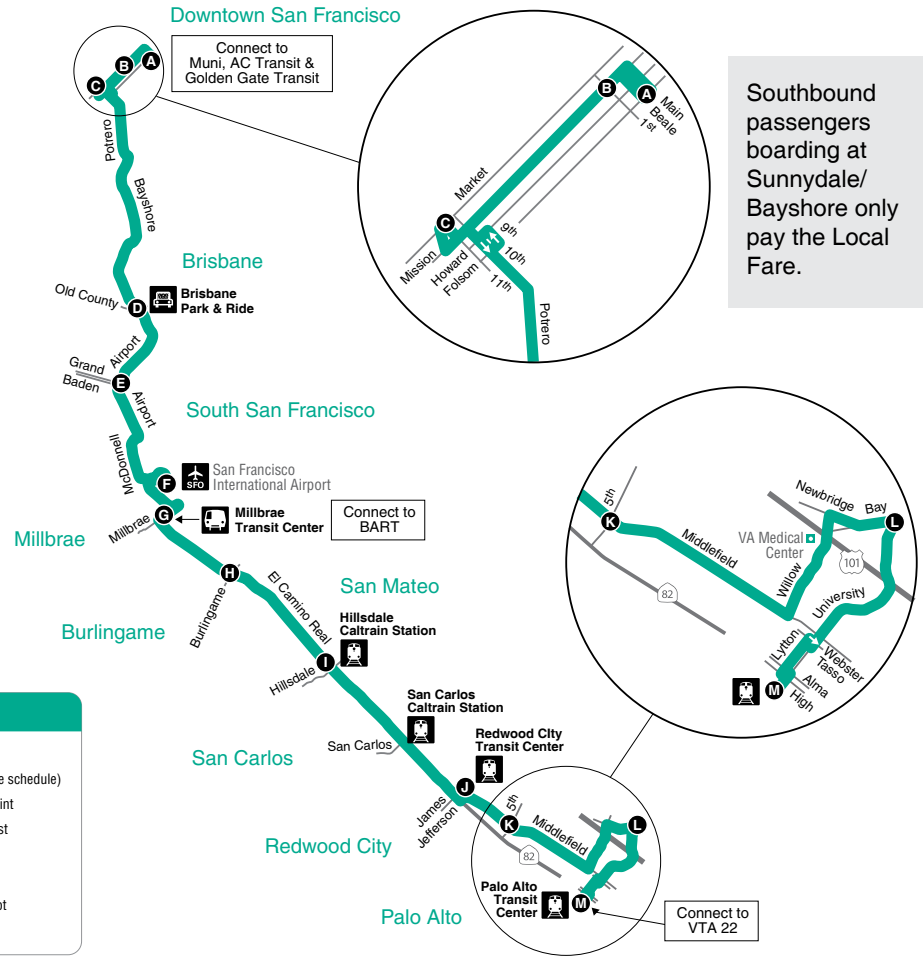 Downtown San Francisco
Connect to
Muni, AC Transit &
Golden Gate Transit
A
B
C
Potrero
Bayshore
Market
Mission
Howard
Folsom
9th
10th
11th
Potrero
Main
Beale
1st
A
B
C
Southbound
passengers
boarding at
Sunnydale/
Bayshore only
pay the Local
Fare.
Brisbane
Old County
D
Brisbane
Park & Ride
Airport
Grand
Baden
E
Airport
South San Francisco
McDonnell
F
SFO
San Francisco
International Airport
G
Millbrae
Millbrae
Transit Center
Connect to
BART
Millbrae
H
Burlingame
Burlingame
El Camino Real
San Mateo
Hillsdale
Caltrain Station
I
Hillsdale
San Carlos
Caltrain Station
San Carlos
San Carlos
Redwood CIty
Transit Center
J
James
Jefferson
Redwood City
K
5th
Middlefield
82
L
Palo Alto
Transit
Center
M
Palo Alto
Connect to
VTA 22
5th
K
Middlefield
82
Newbridge
Bay
L
VA Medical
Center
101
Willow
University
Lytton
Webster
Tasso
Alma
High
M
e schedule)
int
st
ot